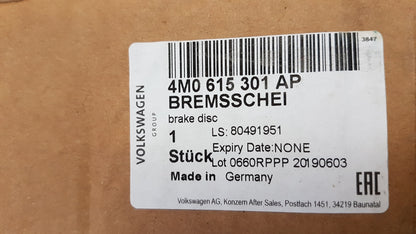 3847
VOLKSWAGEN
GROUP
4M0 615 301 AP
BREMSSCHEI
brake disc
1 LS: 80491951
Expiry Date:NONE
Stück Lot 0660RPPP 20190603
Made in Germany
EAC
Volkswagen AG, Konzern After Sales, Postfach 1451, 34219 Baunatal